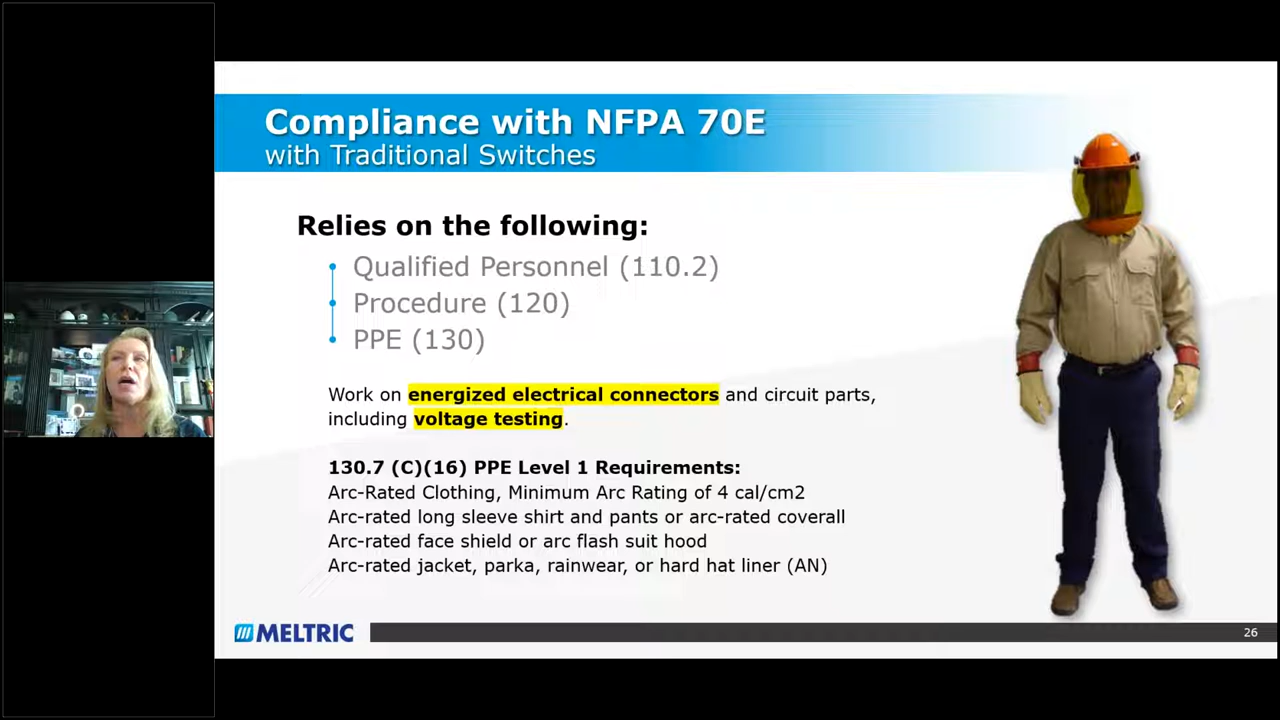 Compliance with NFPA 70E
with Traditional Switches
Relies on the following:
Qualified Personnel (110.2)
Procedure (120)
PPE (130)
Work on energized electrical connectors and circuit parts,
including voltage testing.
130.7 (C)(16) PPE Level 1 Requirements:
Arc-Rated Clothing, Minimum Arc Rating of 4 cal/cm2
Arc-rated long sleeve shirt and pants or arc-rated coverall
Arc-rated face shield or arc flash suit hood
Arc-rated jacket, parka, rainwear, or hard hat liner (AN)
MELTRIC
26